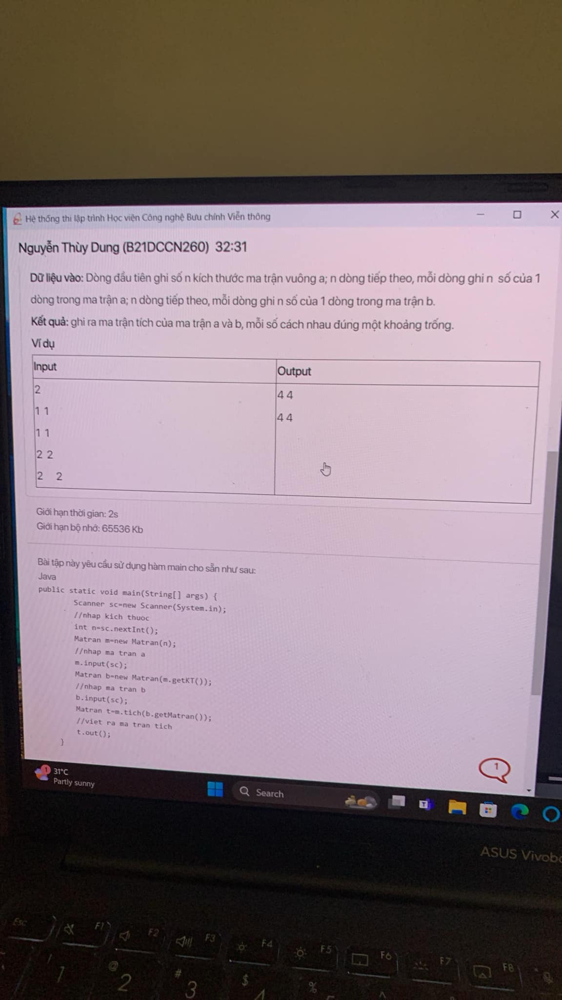 Hệ thống thi lập trình Học viện Công nghệ Bưu chính Viễn thông
Nguyễn Thùy Dung (B21DCCN260) 32:31
Dữ liệu vào: Dòng đầu tiên ghi số n kích thước ma trận vuông a; n dòng tiếp theo, mỗi dòng ghi n số của 1
dòng trong ma trận a; n dòng tiếp theo, mỗi dòng ghi n số của 1 dòng trong ma trận b.
Kết quả: ghi ra ma trận tích của ma trận a và b, mỗi số cách nhau đúng một khoảng trống.
Ví dụ
Input Output
2 4 4
1 1 4 4
1 1
2 2
2 2
Giới hạn thời gian: 2s
Giới hạn bộ nhớ: 65536 Kb
Bài tập này yêu cầu sử dụng hàm main cho sẵn như sau:
Java
public static void main(String[] args) {
Scanner sc=new Scanner(System.in);
//nhap kich thuoc
int n=sc.nextInt();
Matran m=new Matran(n);
//nhap ma tran a
m.input(sc);
Matran b=new Matran(m.getKT());
//nhap ma tran b
b.input(sc);
Matran t=m.tich(b.getMatran());
//viet ra ma tran tich
t.out();
}
1
1 31°C
Partly sunny
Search
T
ASUS Vivobo
Esc F1 F2 F3 F4 F5 F6 F7 F8
! 1 @ 2 # 3 $ 4 %